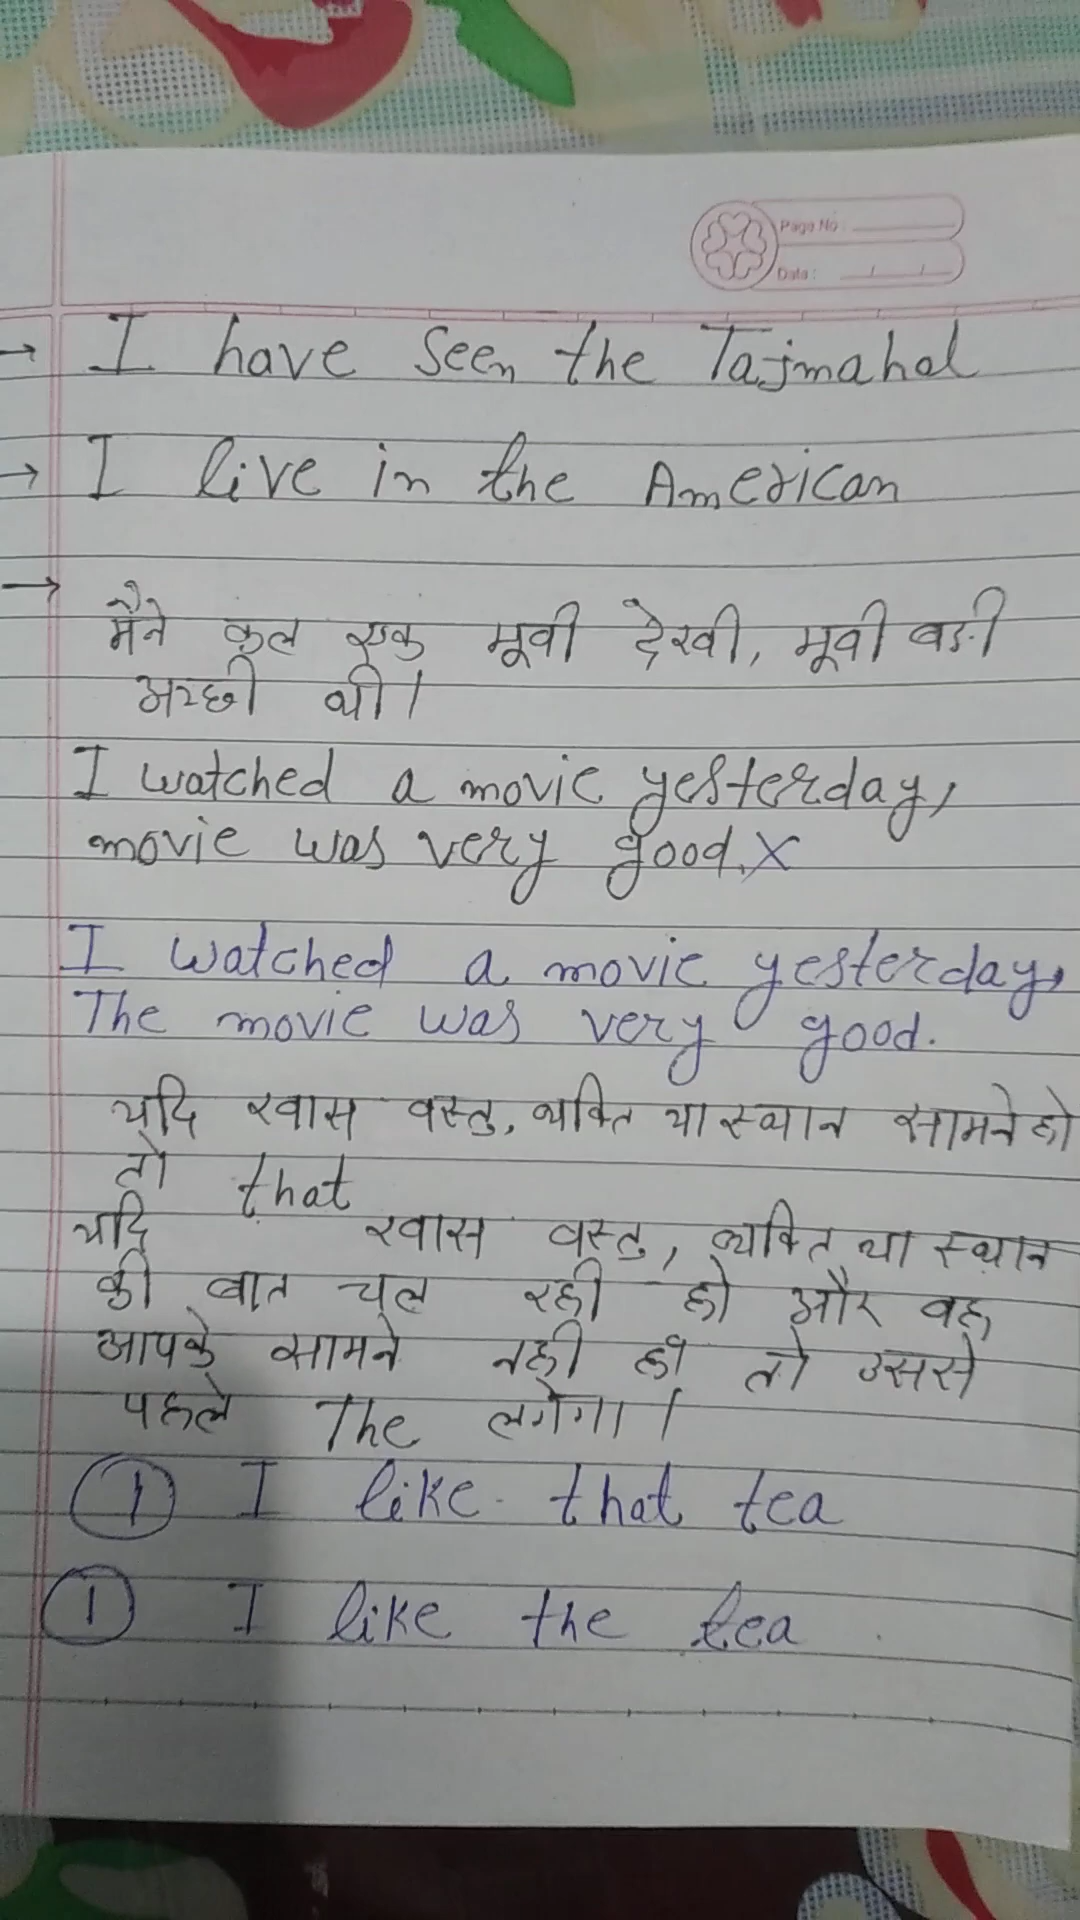 Page No :
Date :
→ I have seen the Tajmahal
→ I live in the American
→
मैने कल एक मूवी देखी, मूवी बडी
अच्छी थी।
I watched a movie yesterday,
movie was very good.X
I watched a movie yesterday,
The movie was very good.
यदि खास वस्तु, व्यक्ति या स्थान सामने हो
तो that
यदि खास वस्तु, व्यक्ति या स्थान
की बात चल रही हो और वह
आपके सामने नही हो तो उससे
पहले The लगेगा।
① I like that tea
① I like the tea